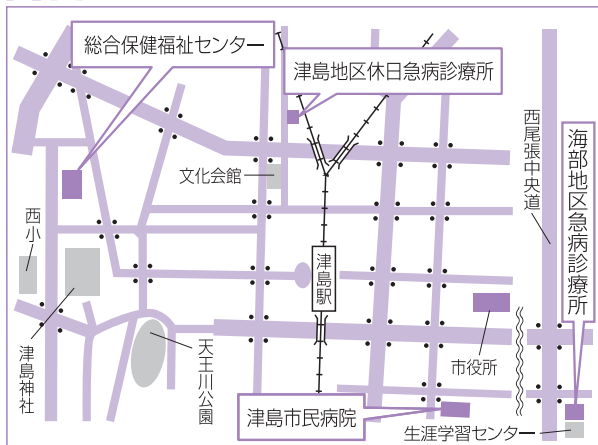 総合保健福祉センター
津島地区休日急病診療所
西尾張中央道
海部地区急病診療所
文化会館
西小
津島駅
市役所
津島神社
天王川公園
津島市民病院
生涯学習センター